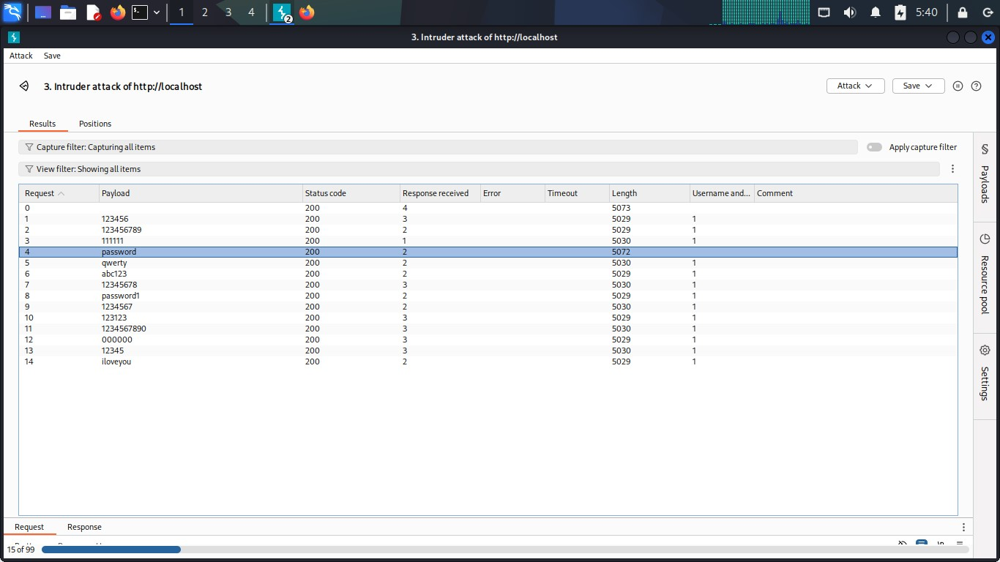 1 2 3 4 2 5:40
3. Intruder attack of http://localhost
Attack Save
3. Intruder attack of http://localhost Attack Save
Results Positions
Capture filter: Capturing all items Apply capture filter
View filter: Showing all items
Request Payload Status code Response received Error Timeout Length Username and... Comment
0 200 4 5073
1 123456 200 3 5029 1
2 123456789 200 2 5029 1
3 111111 200 1 5030 1
4 password 200 2 5072
5 qwerty 200 2 5030 1
6 abc123 200 2 5029 1
7 12345678 200 3 5030 1
8 password1 200 2 5029 1
9 1234567 200 2 5030 1
10 123123 200 3 5029 1
11 1234567890 200 3 5030 1
12 000000 200 3 5029 1
13 12345 200 3 5030 1
14 iloveyou 200 2 5029 1
Payloads
Resource pool
Settings
Request Response
15 of 99